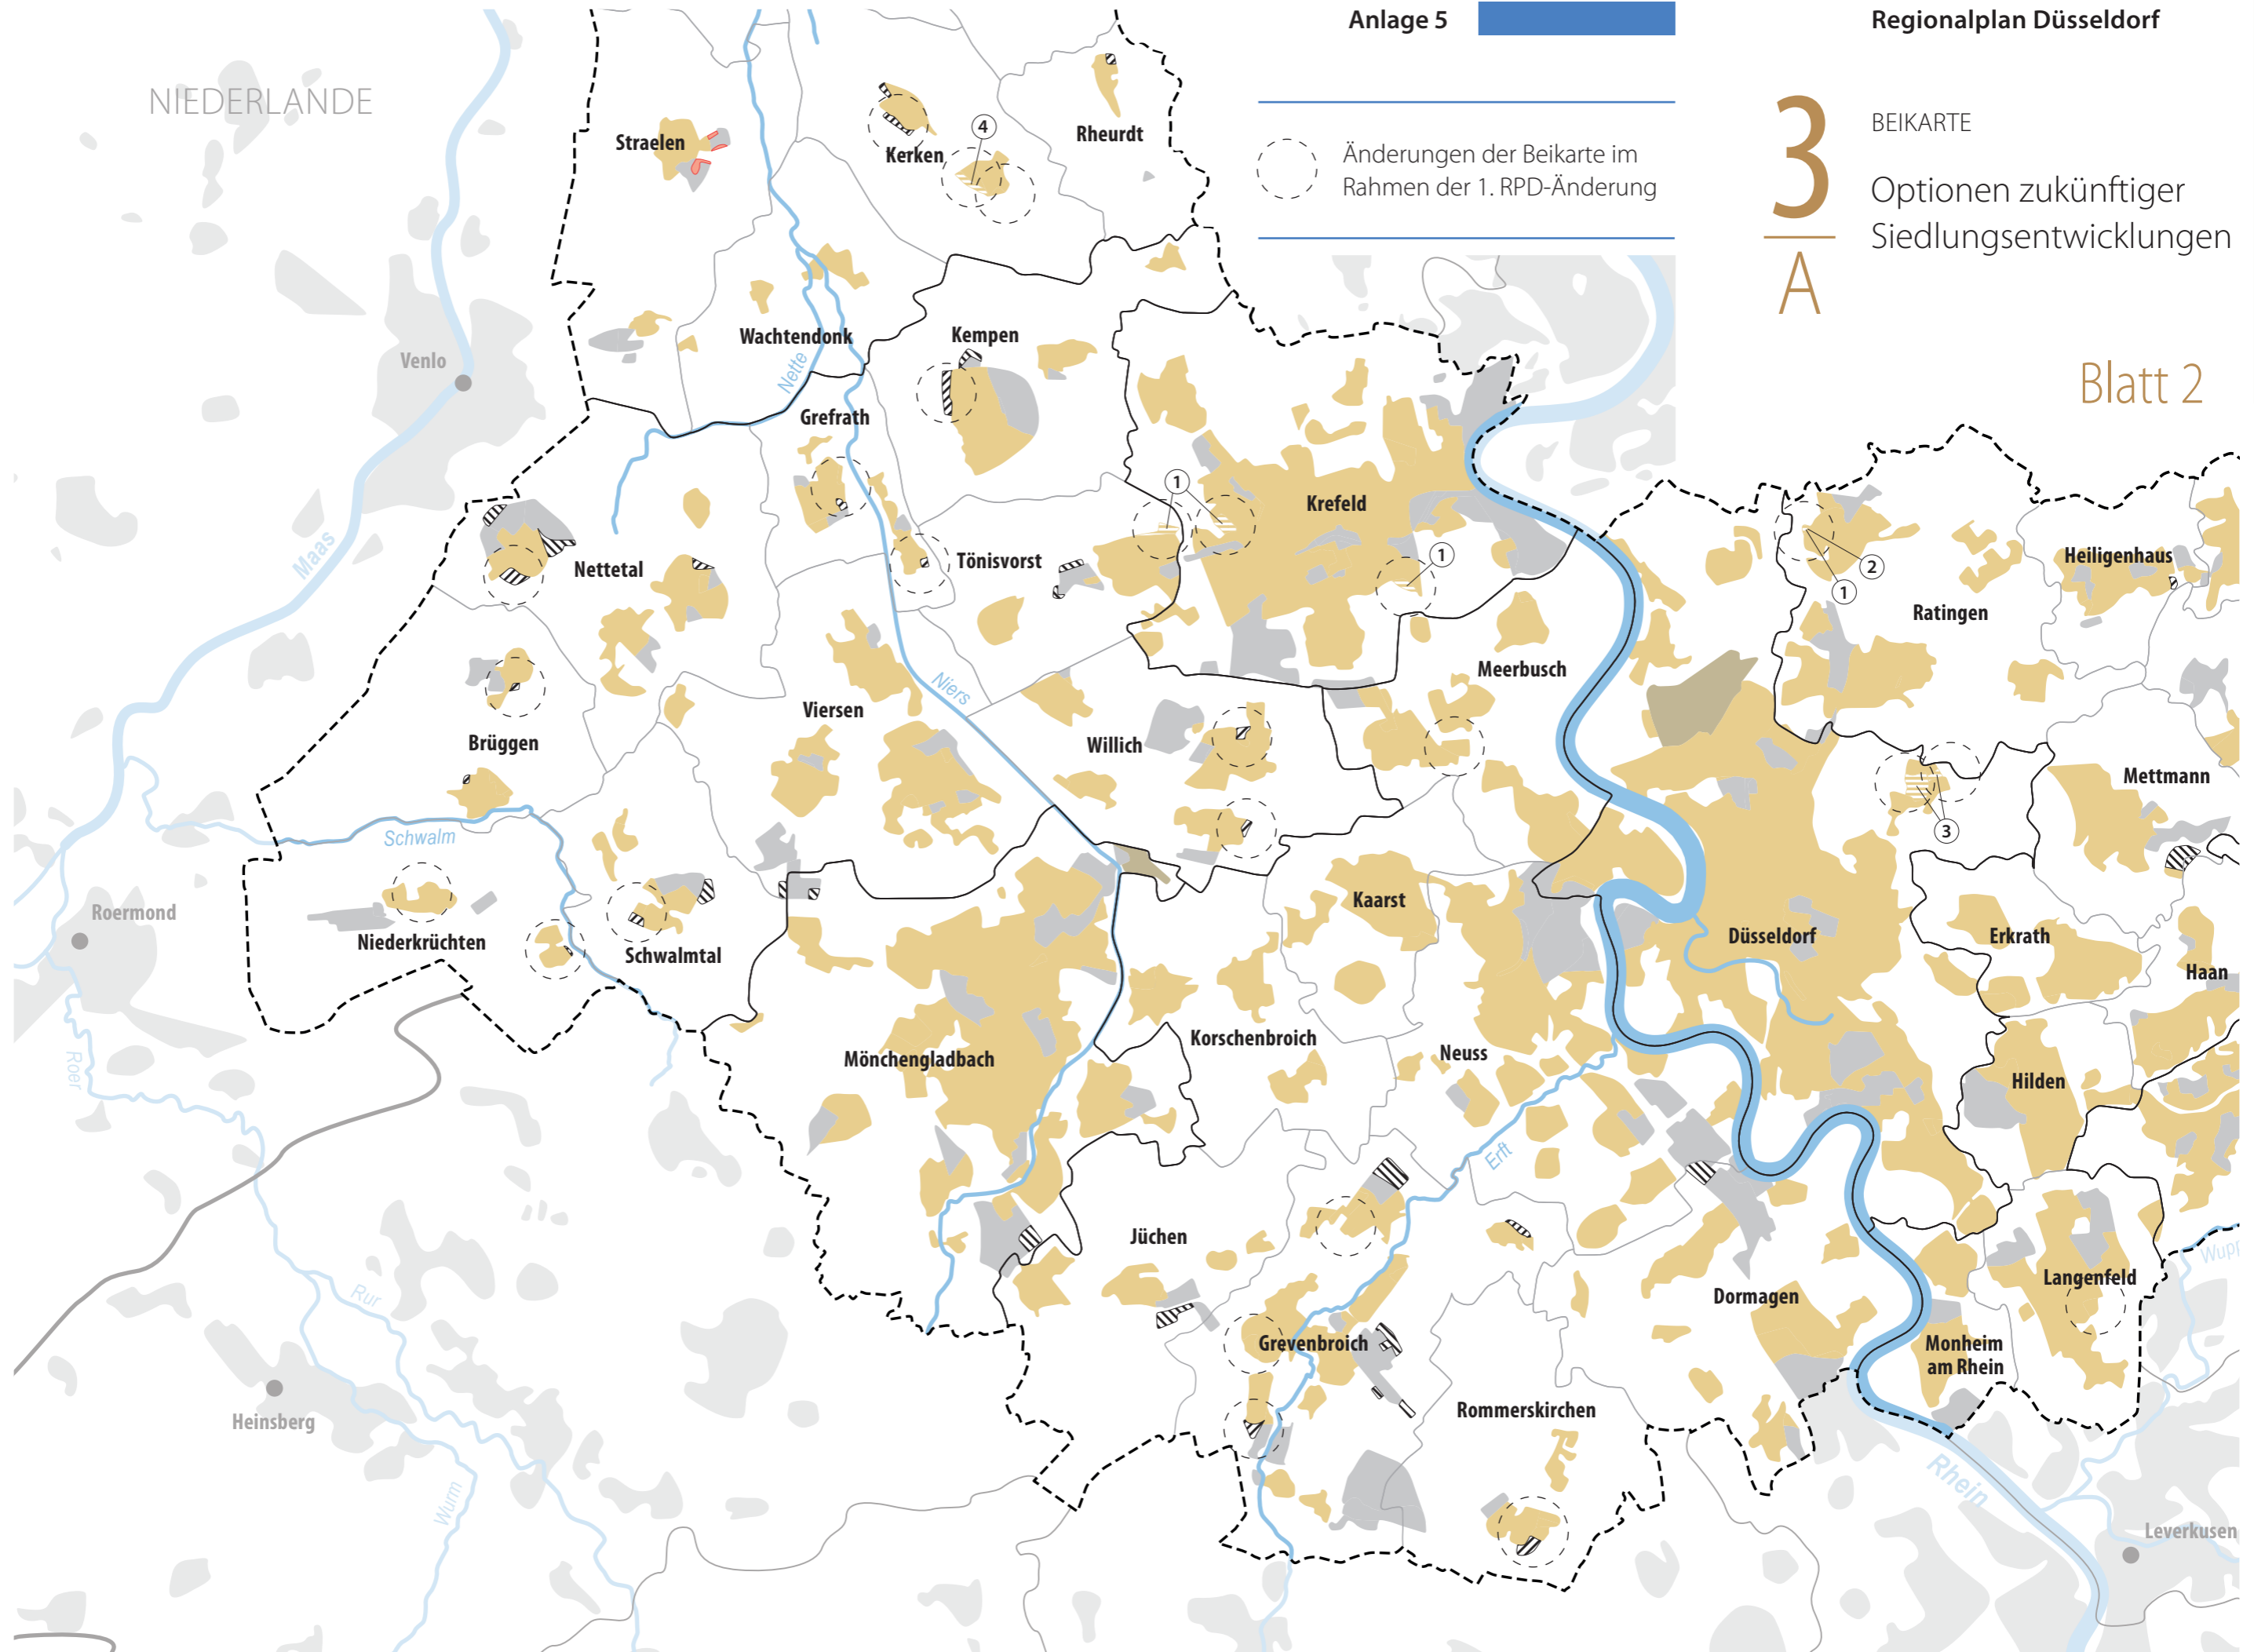 Anlage 5
Regionalplan Düsseldorf
Änderungen der Beikarte im
Rahmen der 1. RPD-Änderung
3
A
BEIKARTE
Optionen zukünftiger
Siedlungsentwicklungen
Blatt 2
NIEDERLANDE
Straelen
Kerken
4
Rheurdt
Venlo
Wachtendonk
Nette
Kempen
Grefrath
Maas
Nettetal
Tönisvorst
1
Krefeld
1
2
1
Heiligenhaus
Ratingen
Meerbusch
Niers
Viersen
Brüggen
Willich
Mettmann
3
Schwalm
Roermond
Niederkrüchten
Schwalmtal
Kaarst
Düsseldorf
Erkrath
Haan
Roer
Mönchengladbach
Korschenbroich
Neuss
Hilden
Erft
Jüchen
Rur
Dormagen
Langenfeld
Wupp
Grevenbroich
Monheim
am Rhein
Heinsberg
Rommerskirchen
Wurm
Rhein
Leverkusen